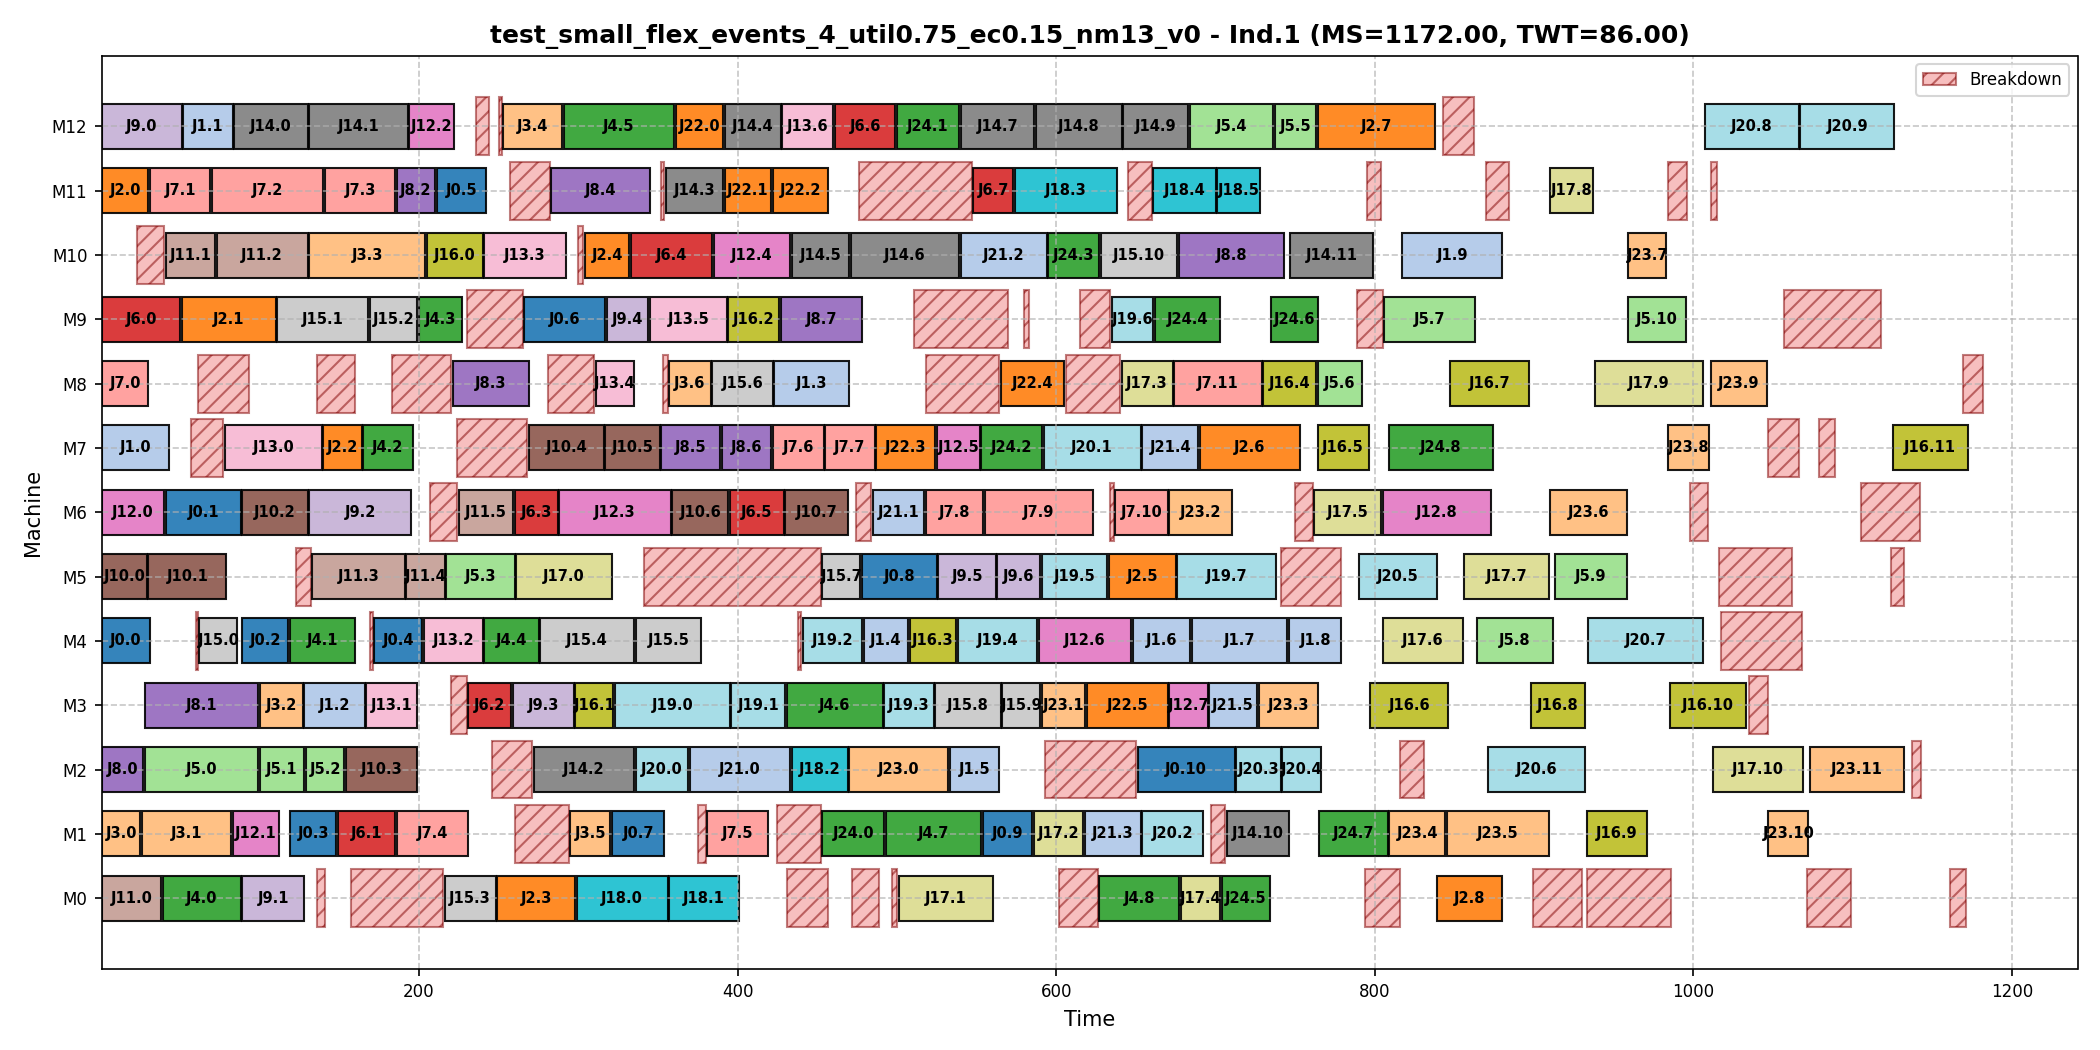 test_small_flex_events_4_util0.75_ec0.15_nm13_v0 - Ind.1 (MS=1172.00, TWT=86.00)
Breakdown
M12 J9.0 J1.1 J14.0 J14.1 J12.2 J3.4 J4.5 J22.0 J14.4 J13.6 J6.6 J24.1 J14.7 J14.8 J14.9 J5.4 J5.5 J2.7 J20.8 J20.9
M11 J2.0 J7.1 J7.2 J7.3 J8.2 J0.5 J8.4 J14.3 J22.1 J22.2 J6.7 J18.3 J18.4 J18.5 J17.8
M10 J11.1 J11.2 J3.3 J16.0 J13.3 J2.4 J6.4 J12.4 J14.5 J14.6 J21.2 J24.3 J15.10 J8.8 J14.11 J1.9 J23.7
M9 J6.0 J2.1 J15.1 J15.2 J4.3 J0.6 J9.4 J13.5 J16.2 J8.7 J19.6 J24.4 J24.6 J5.7 J5.10
M8 J7.0 J8.3 J13.4 J3.6 J15.6 J1.3 J22.4 J17.3 J7.11 J16.4 J5.6 J16.7 J17.9 J23.9
M7 J1.0 J13.0 J2.2 J4.2 J10.4 J10.5 J8.5 J8.6 J7.6 J7.7 J22.3 J12.5 J24.2 J20.1 J21.4 J2.6 J16.5 J24.8 J23.8 J16.11
M6 J12.0 J0.1 J10.2 J9.2 J11.5 J6.3 J12.3 J10.6 J6.5 J10.7 J21.1 J7.8 J7.9 J7.10 J23.2 J17.5 J12.8 J23.6
M5 J10.0 J10.1 J11.3 J11.4 J5.3 J17.0 J15.7 J0.8 J9.5 J9.6 J19.5 J2.5 J19.7 J20.5 J17.7 J5.9
M4 J0.0 J15.0 J0.2 J4.1 J0.4 J13.2 J4.4 J15.4 J15.5 J19.2 J1.4 J16.3 J19.4 J12.6 J1.6 J1.7 J1.8 J17.6 J5.8 J20.7
M3 J8.1 J3.2 J1.2 J13.1 J6.2 J9.3 J16.1 J19.0 J19.1 J4.6 J19.3 J15.8 J15.9 J23.1 J22.5 J12.7 J21.5 J23.3 J16.6 J16.8 J16.10
M2 J8.0 J5.0 J5.1 J5.2 J10.3 J14.2 J20.0 J21.0 J18.2 J23.0 J1.5 J0.10 J20.3 J20.4 J20.6 J17.10 J23.11
M1 J3.0 J3.1 J12.1 J0.3 J6.1 J7.4 J3.5 J0.7 J7.5 J24.0 J4.7 J0.9 J17.2 J21.3 J20.2 J14.10 J24.7 J23.4 J23.5 J16.9 J23.10
M0 J11.0 J4.0 J9.1 J15.3 J2.3 J18.0 J18.1 J17.1 J4.8 J17.4 J24.5 J2.8
200 400 600 800 1000 1200
Time
Machine